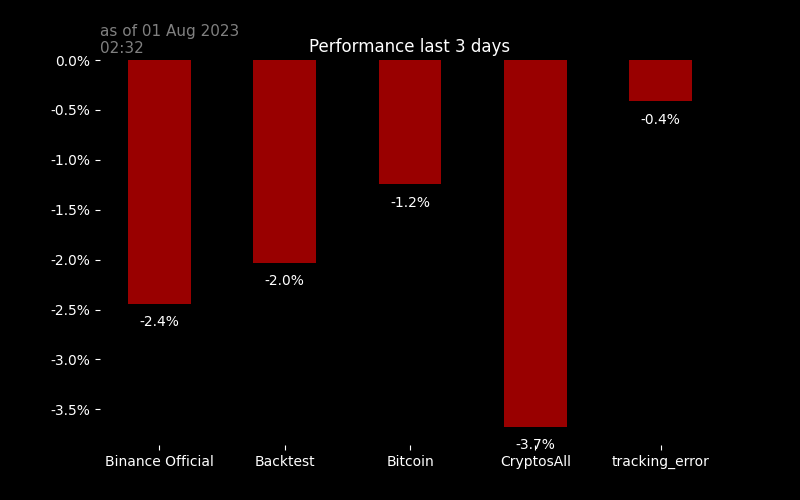 as of 01 Aug 2023
02:32
Performance last 3 days
0.0%
-0.5%
-1.0%
-1.5%
-2.0%
-2.5%
-3.0%
-3.5%
-2.4%
-2.0%
-1.2%
-3.7%
-0.4%
Binance Official
Backtest
Bitcoin
CryptosAll
tracking_error